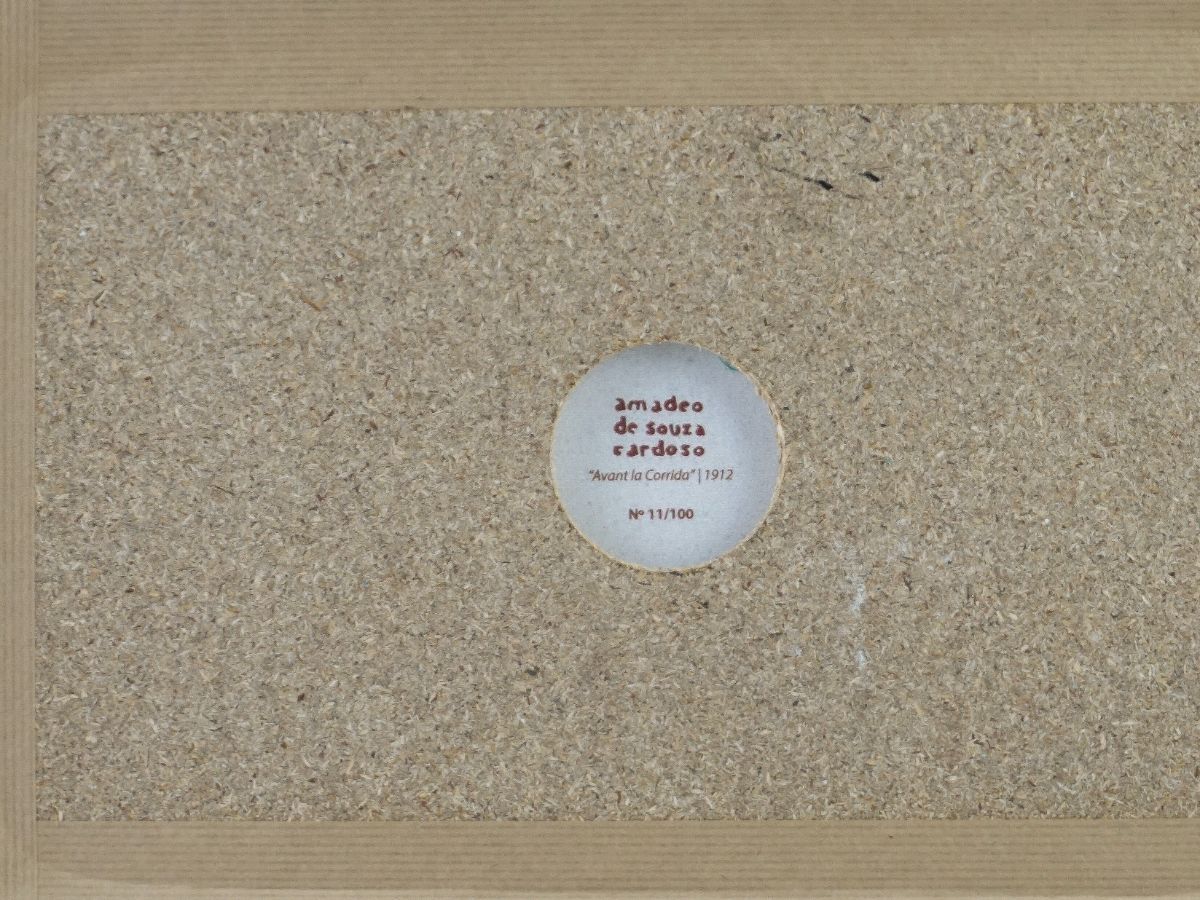 amadeo
de souza
cardoso
"Avant la Corrida" | 1912
Nº 11/100